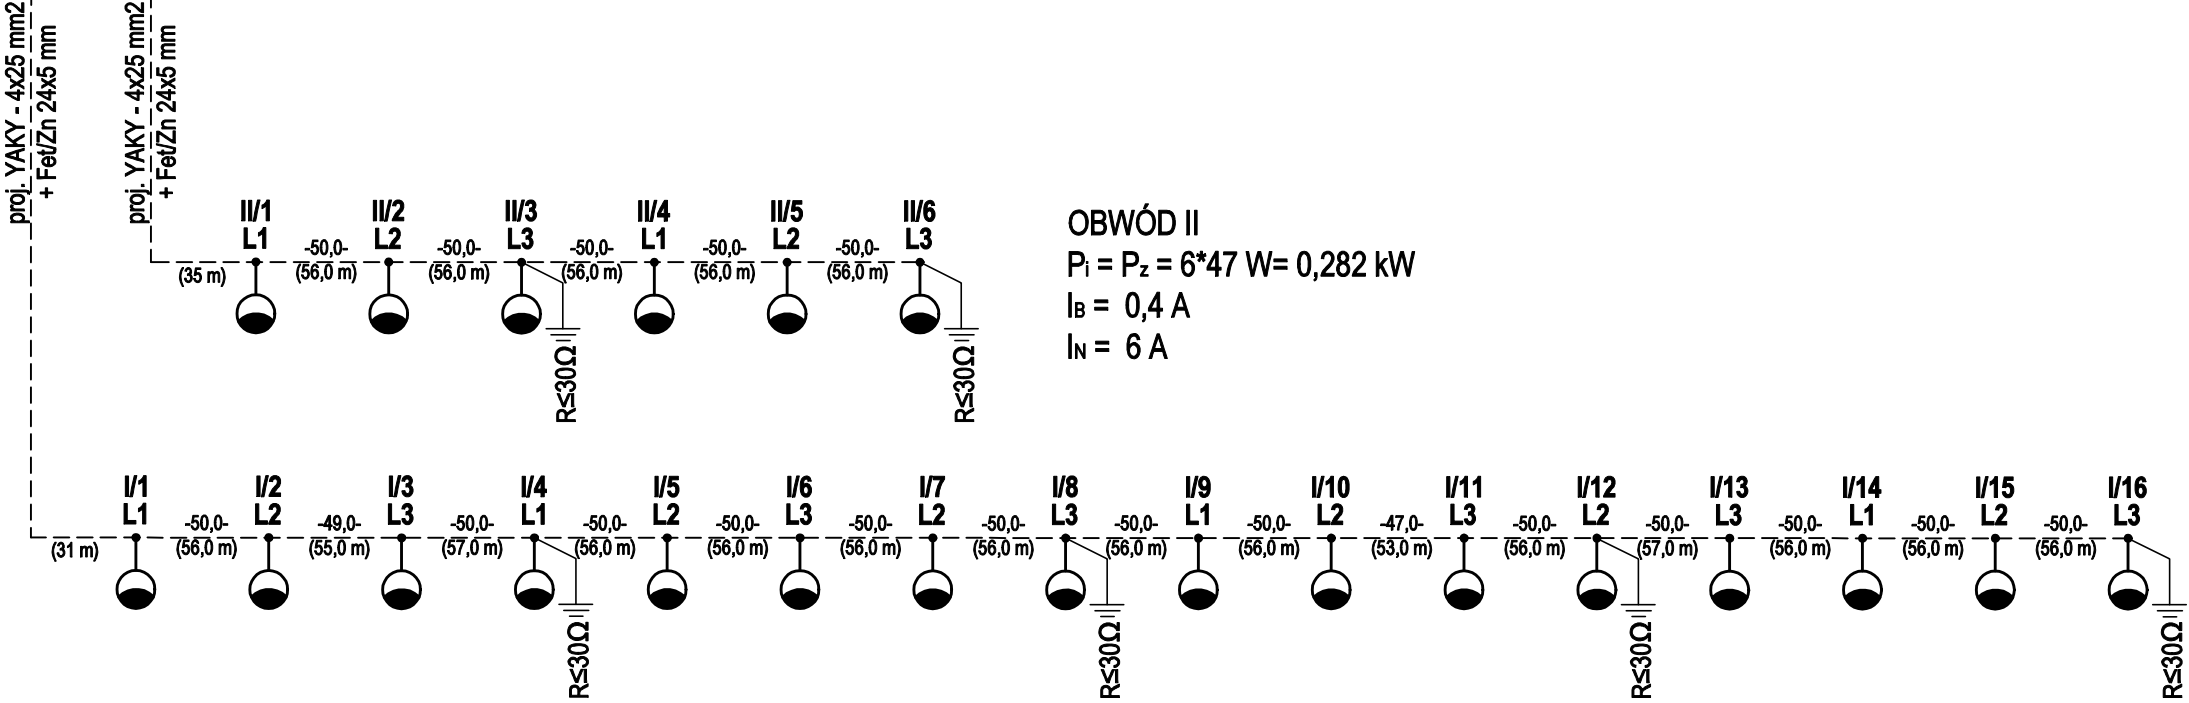 proj. YAKY - 4x25 mm2
+ Fet/Zn 24x5 mm
proj. YAKY - 4x25 mm2
+ Fet/Zn 24x5 mm
II/1 II/2 II/3 II/4 II/5 II/6
L1 L2 L3 L1 L2 L3
-50,0- -50,0- -50,0- -50,0- -50,0-
(35 m) (56,0 m) (56,0 m) (56,0 m) (56,0 m) (56,0 m)
R≤30Ω R≤30Ω
OBWÓD II
Pi = Pz = 6*47 W= 0,282 kW
IB = 0,4 A
IN = 6 A
I/1 I/2 I/3 I/4 I/5 I/6 I/7 I/8 I/9 I/10 I/11 I/12 I/13 I/14 I/15 I/16
L1 L2 L3 L1 L2 L3 L2 L3 L1 L2 L3 L2 L3 L1 L2 L3
-50,0- -49,0- -50,0- -50,0- -50,0- -50,0- -50,0- -50,0- -50,0- -47,0- -50,0- -50,0- -50,0- -50,0- -50,0-
(31 m) (56,0 m) (55,0 m) (57,0 m) (56,0 m) (56,0 m) (56,0 m) (56,0 m) (56,0 m) (56,0 m) (53,0 m) (56,0 m) (57,0 m) (56,0 m) (56,0 m) (56,0 m)
R≤30Ω R≤30Ω R≤30Ω R≤30Ω